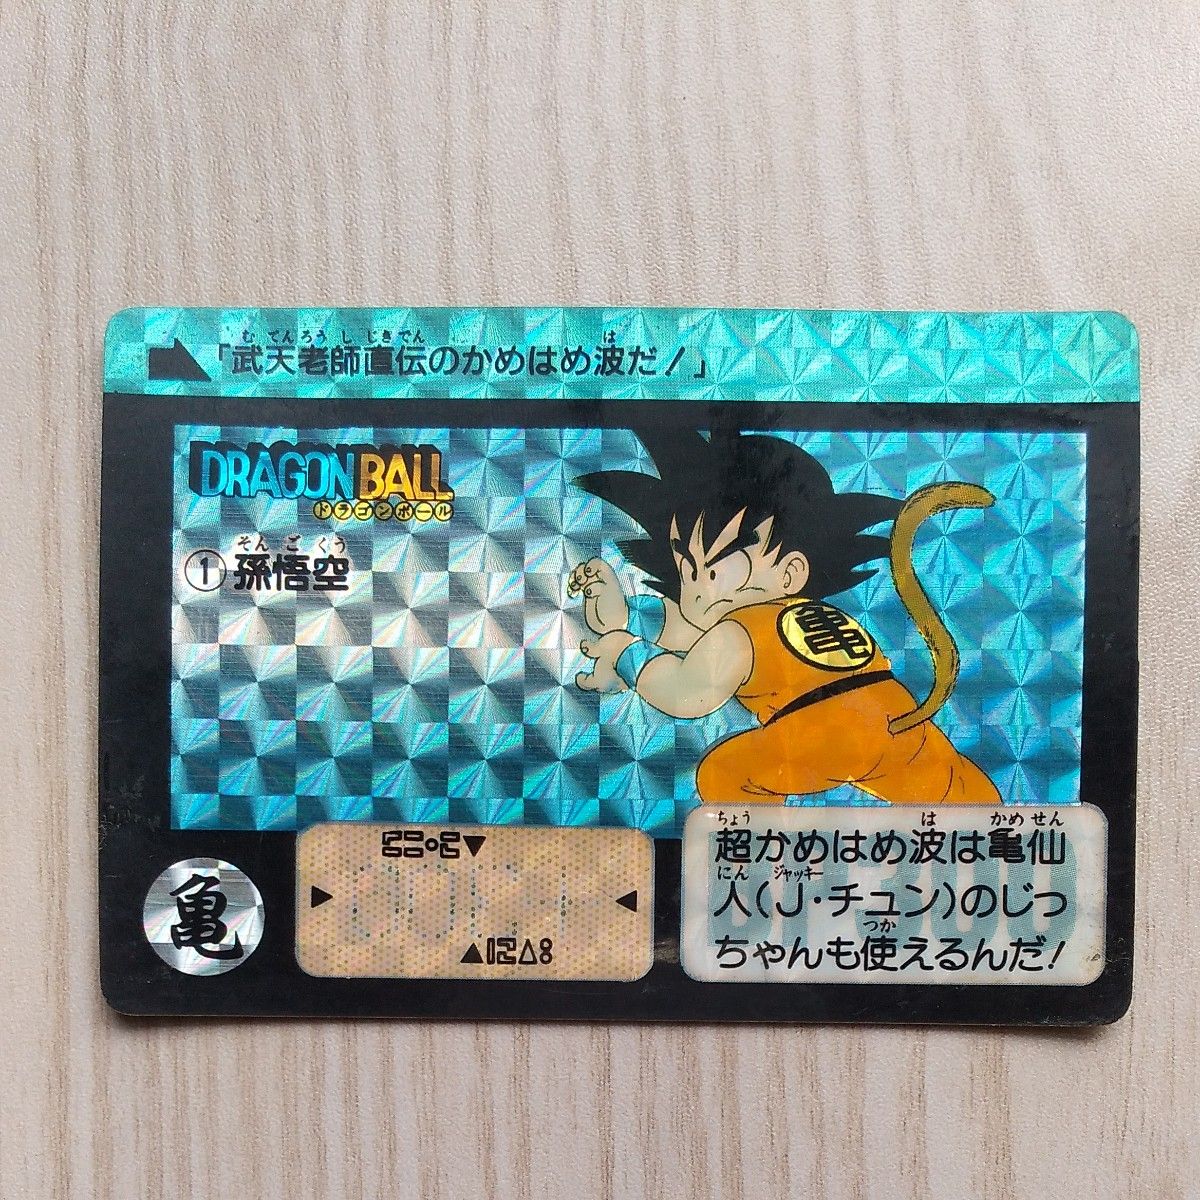 む てんろう し じきでん は
「武天老師直伝のかめはめ波だ！」
DRAGON BALL
ドラゴンボール
そん ご くう
①孫悟空
亀
亀
▲12△8
ちょう は かめ せん
超かめはめ波は亀仙
にん ジャッキー
人(J・チュン)のじっ
つか
ちゃんも使えるんだ！